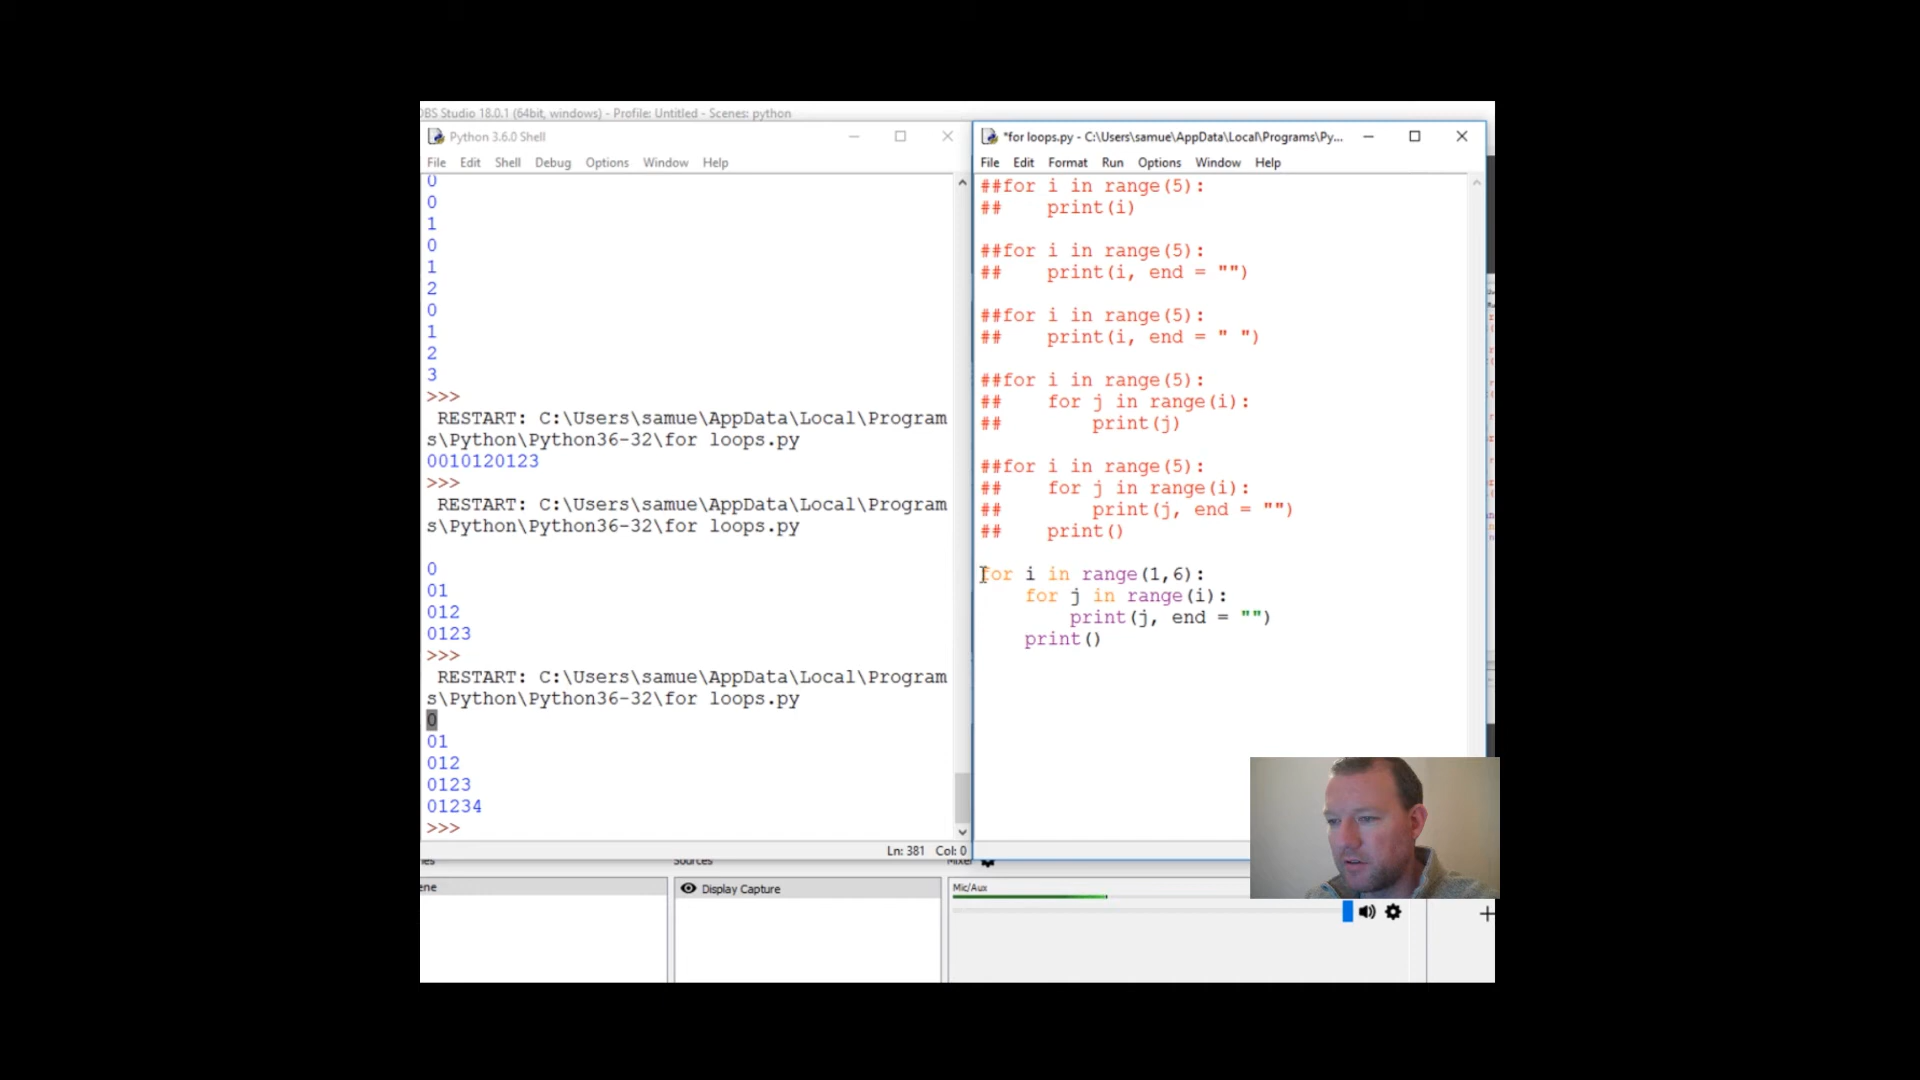 OBS Studio 18.0.1 (64bit, windows) - Profile: Untitled - Scenes: python
Python 3.6.0 Shell
File Edit Shell Debug Options Window Help
0
0
1
0
1
2
0
1
2
3
>>>
RESTART: C:\Users\samue\AppData\Local\Program
s\Python\Python36-32\for loops.py
0010120123
>>>
RESTART: C:\Users\samue\AppData\Local\Program
s\Python\Python36-32\for loops.py
0
01
012
0123
>>>
RESTART: C:\Users\samue\AppData\Local\Program
s\Python\Python36-32\for loops.py
0
01
012
0123
01234
>>>
Ln: 381 Col: 0
*for loops.py - C:\Users\samue\AppData\Local\Programs\Py...
File Edit Format Run Options Window Help
##for i in range(5):
##    print(i)
##for i in range(5):
##    print(i, end = "")
##for i in range(5):
##    print(i, end = " ")
##for i in range(5):
##    for j in range(i):
##        print(j)
##for i in range(5):
##    for j in range(i):
##        print(j, end = "")
##    print()
for i in range(1,6):
    for j in range(i):
        print(j, end = "")
    print()
Sources
Mixer
ene
Display Capture
Mic/Aux